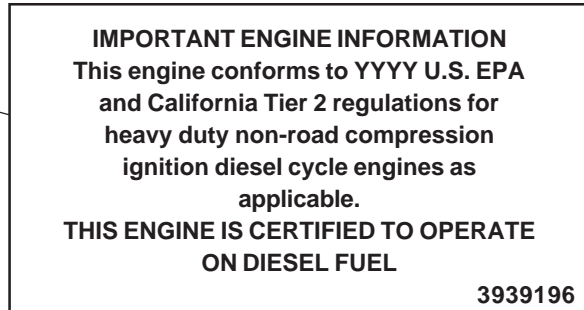 IMPORTANT ENGINE INFORMATION
This engine conforms to YYYY U.S. EPA
and California Tier 2 regulations for
heavy duty non-road compression
ignition diesel cycle engines as
applicable.
THIS ENGINE IS CERTIFIED TO OPERATE
ON DIESEL FUEL
3939196